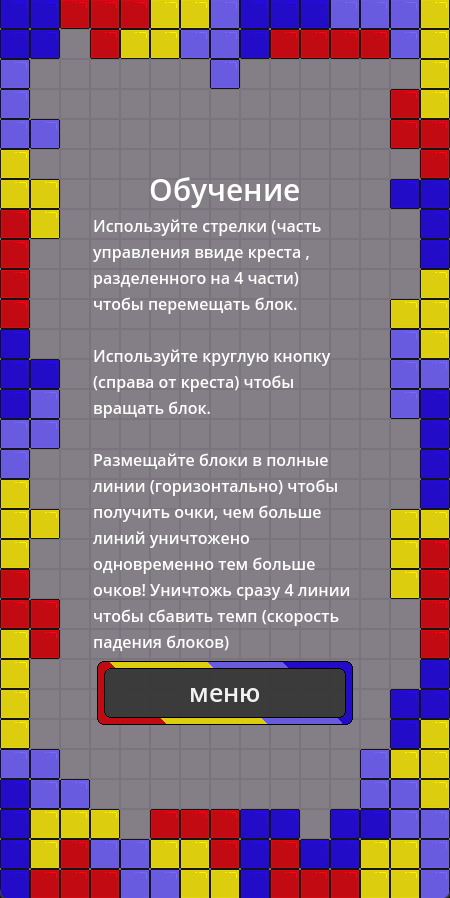 Обучение
Используйте стрелки (часть
управления ввиде креста ,
разделенного на 4 части)
чтобы перемещать блок.
Используйте круглую кнопку
(справа от креста) чтобы
вращать блок.
Размещайте блоки в полные
линии (горизонтально) чтобы
получить очки, чем больше
линий уничтожено
одновременно тем больше
очков! Уничтожь сразу 4 линии
чтобы сбавить темп (скорость
падения блоков)
меню